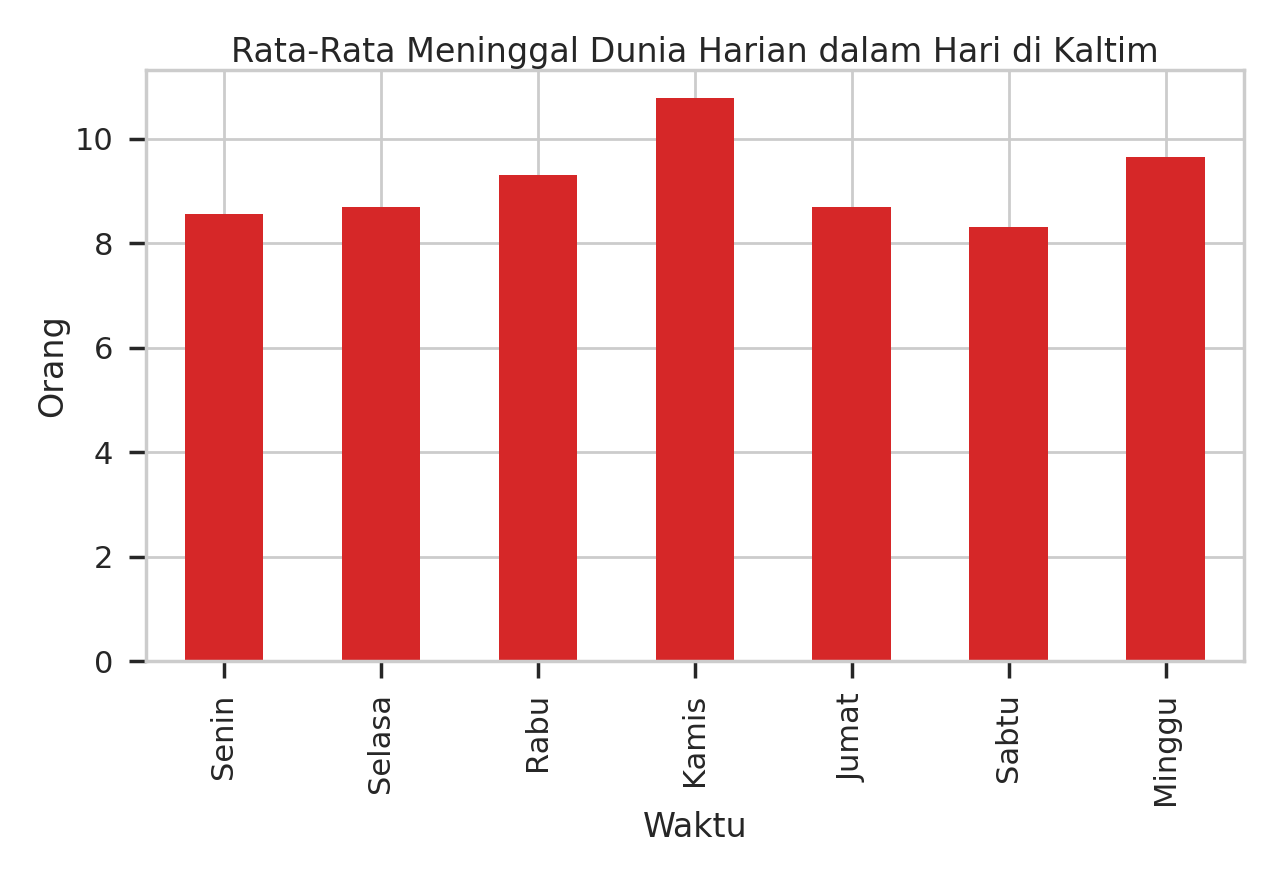 Rata-Rata Meninggal Dunia Harian dalam Hari di Kaltim
10
8
6
4
2
0
Orang
Senin
Selasa
Rabu
Kamis
Jumat
Sabtu
Minggu
Waktu